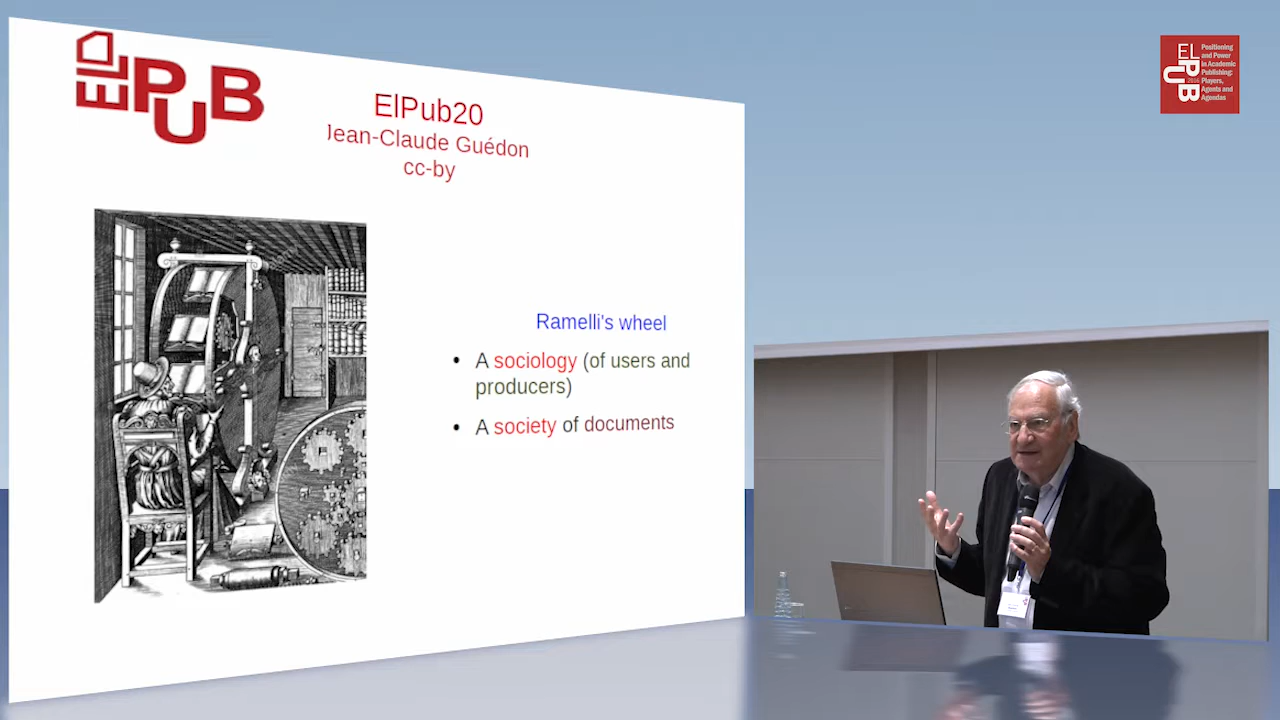 ELPUB
ElPub20
Jean-Claude Guédon
cc-by
Ramelli's wheel
• A sociology (of users and
producers)
• A society of documents
ELPUB
2016
Positioning
and Power
in Academic
Publishing:
Players,
Agents and
Agendas